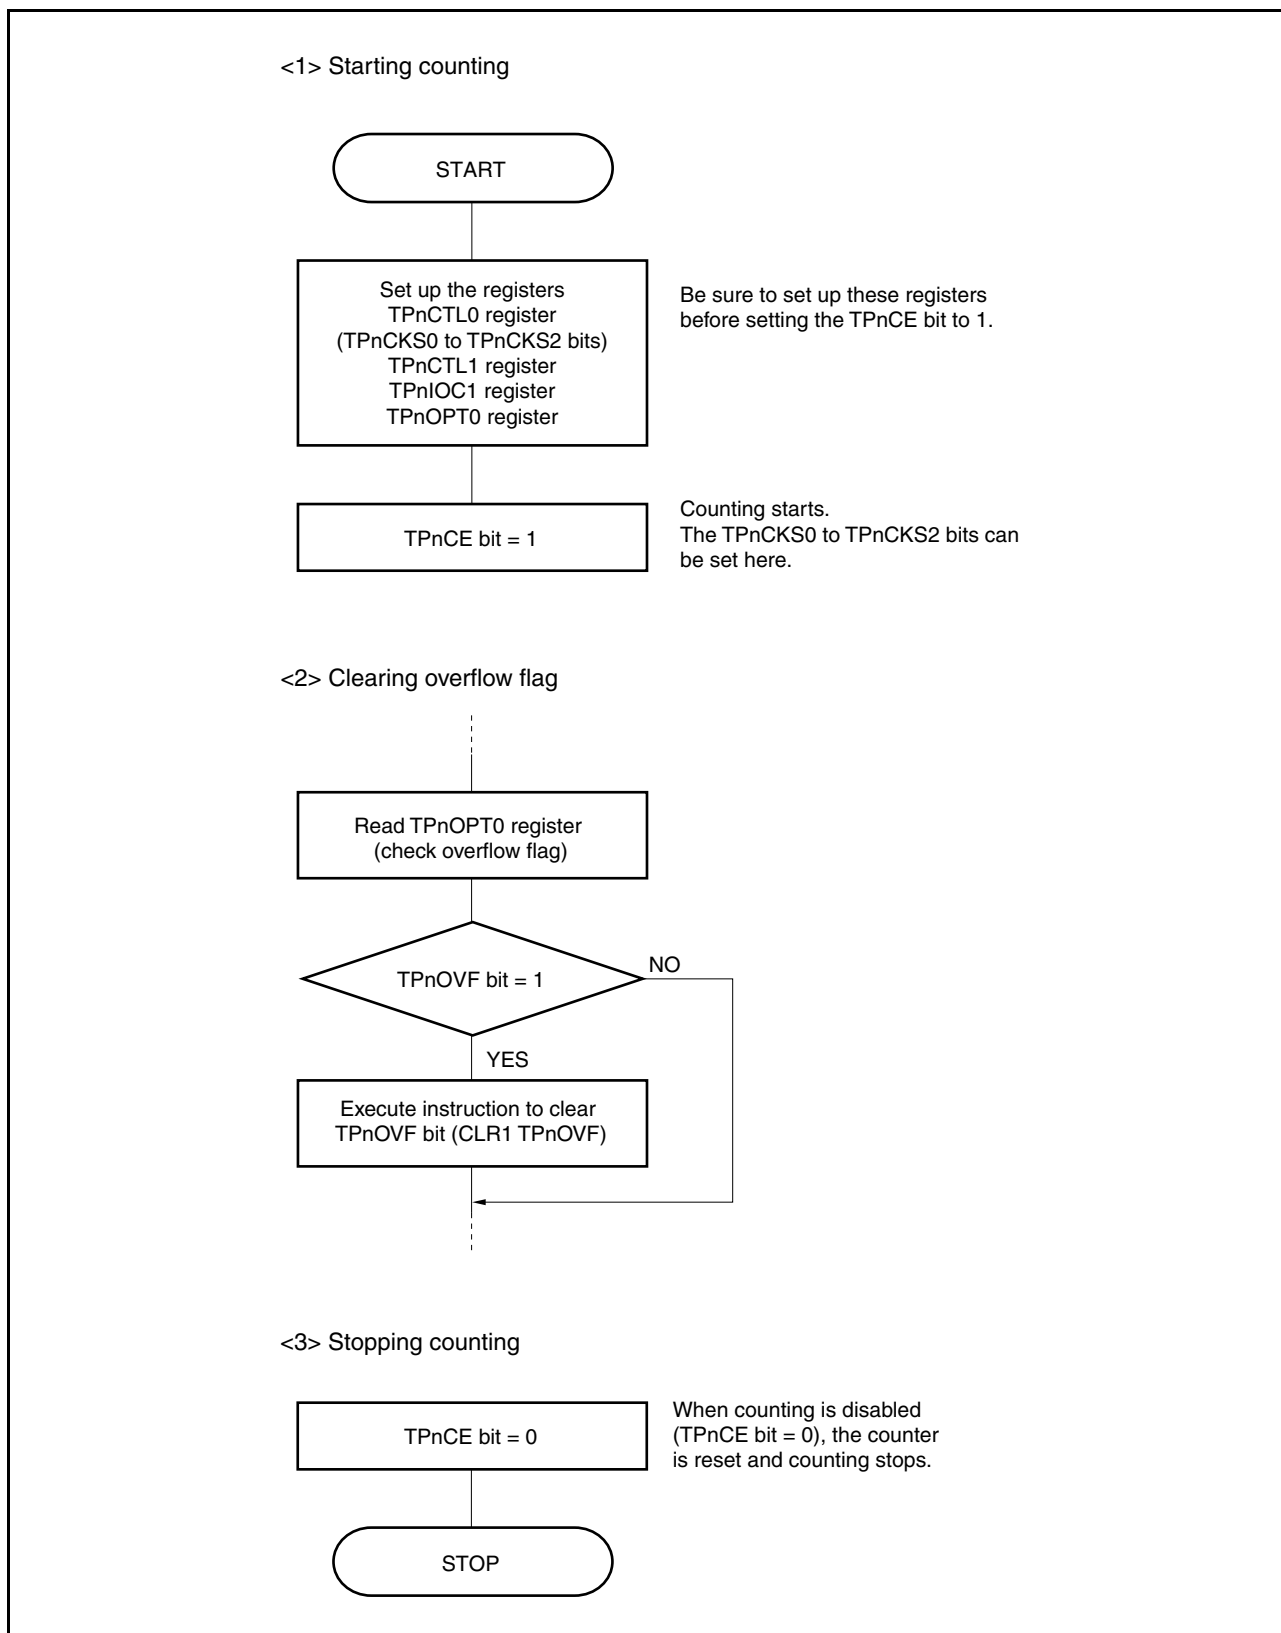 <1> Starting counting
START
Set up the registers
TPnCTL0 register
(TPnCKS0 to TPnCKS2 bits)
TPnCTL1 register
TPnIOC1 register
TPnOPT0 register
Be sure to set up these registers
before setting the TPnCE bit to 1.
TPnCE bit = 1
Counting starts.
The TPnCKS0 to TPnCKS2 bits can
be set here.
<2> Clearing overflow flag
Read TPnOPT0 register
(check overflow flag)
TPnOVF bit = 1
NO
YES
Execute instruction to clear
TPnOVF bit (CLR1 TPnOVF)
<3> Stopping counting
TPnCE bit = 0
When counting is disabled
(TPnCE bit = 0), the counter
is reset and counting stops.
STOP